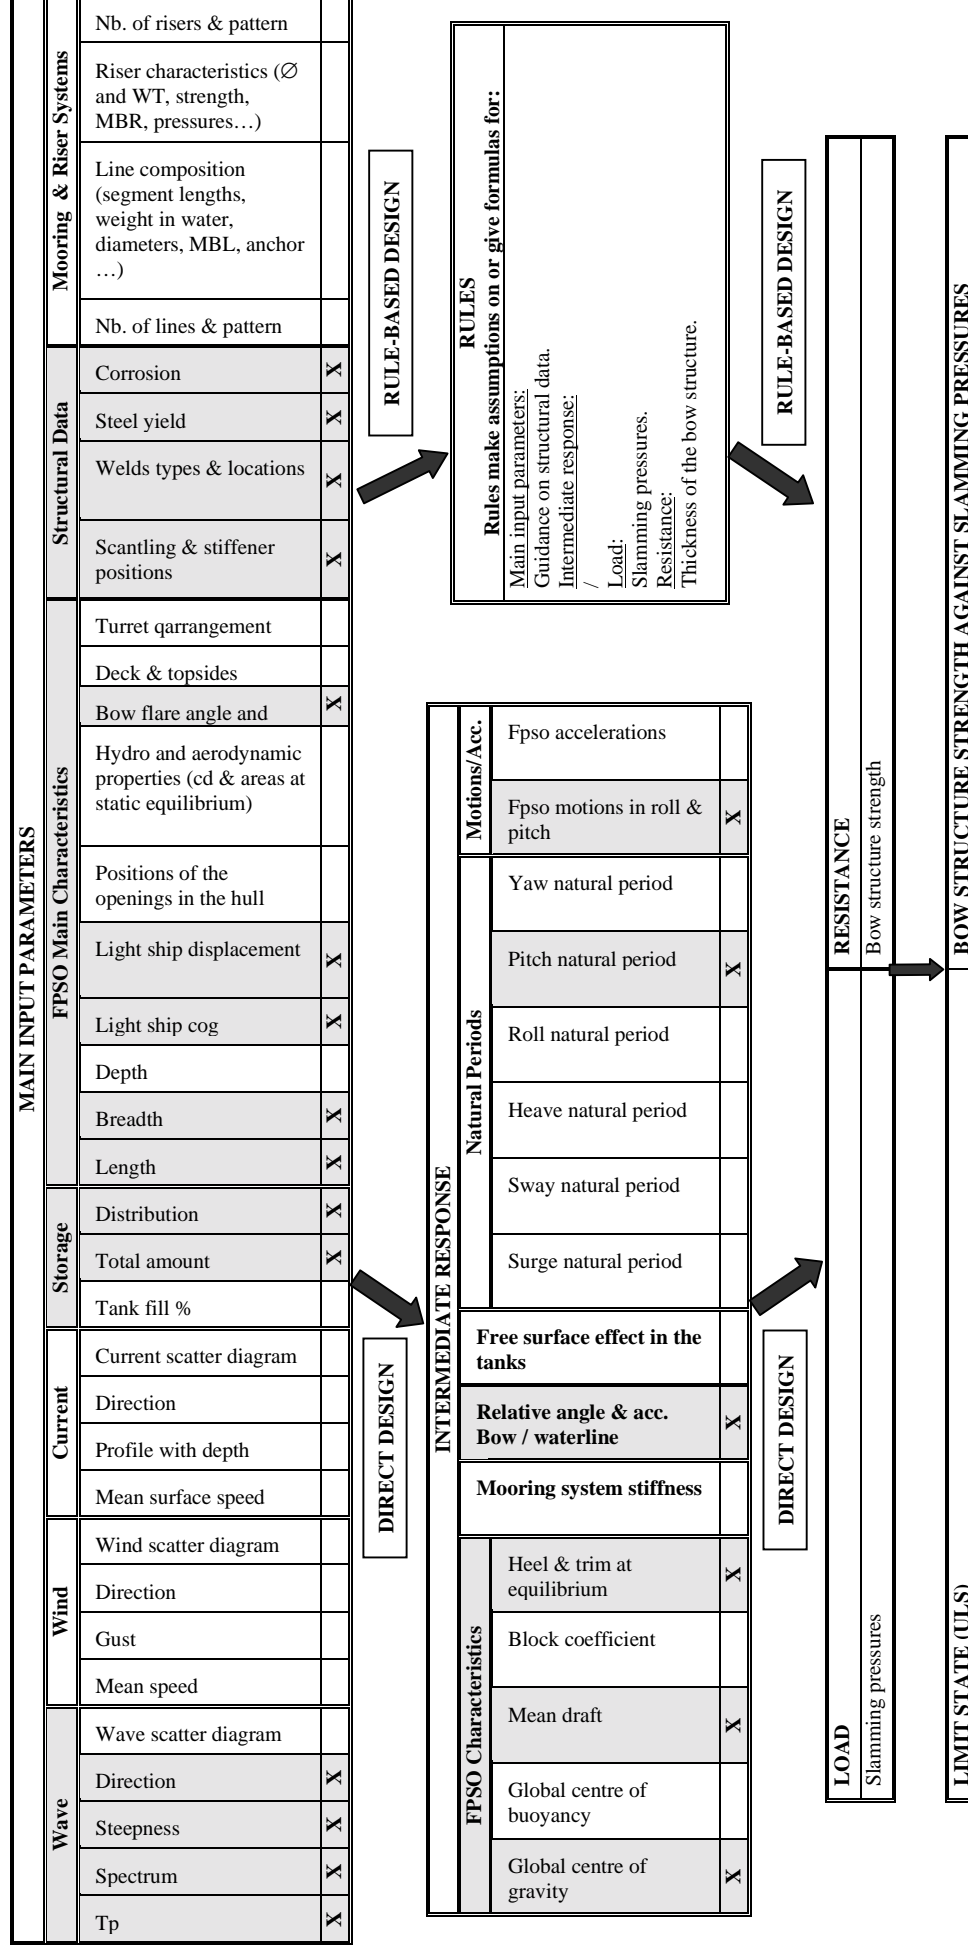 MAIN INPUT PARAMETERS
Mooring & Riser Systems
Nb. of risers & pattern
Riser characteristics (∅
and WT, strength,
MBR, pressures…)
Line composition
(segment lengths,
weight in water,
diameters, MBL, anchor
…)
Nb. of lines & pattern
Structural Data
Corrosion
X
Steel yield
X
Welds types & locations
X
Scantling & stiffener
positions
X
FPSO Main Characteristics
Turret qarrangement
Deck & topsides
Bow flare angle and
X
Hydro and aerodynamic
properties (cd & areas at
static equilibrium)
Positions of the
openings in the hull
Light ship displacement
X
Light ship cog
X
Depth
Breadth
X
Length
X
Storage
Distribution
X
Total amount
X
Tank fill %
Current
Current scatter diagram
Direction
Profile with depth
Mean surface speed
Wind
Wind scatter diagram
Direction
Gust
Mean speed
Wave
Wave scatter diagram
Direction
X
Steepness
X
Spectrum
X
Tp
X
RULE-BASED DESIGN
DIRECT DESIGN
RULES
Rules make assumptions on or give formulas for:
Main input parameters:
Guidance on structural data.
Intermediate response:
/
Load:
Slamming pressures.
Resistance:
Thickness of the bow structure.
INTERMEDIATE RESPONSE
Motions/Acc.
Fpso accelerations
Fpso motions in roll &
pitch
X
Natural Periods
Yaw natural period
Pitch natural period
X
Roll natural period
Heave natural period
Sway natural period
Surge natural period
Free surface effect in the
tanks
Relative angle & acc.
Bow / waterline
X
Mooring system stiffness
FPSO Characteristics
Heel & trim at
equilibrium
X
Block coefficient
Mean draft
X
Global centre of
buoyancy
Global centre of
gravity
X
RULE-BASED DESIGN
DIRECT DESIGN
RESISTANCE
Bow structure strength
LOAD
Slamming pressures
BOW STRUCTURE STRENGTH AGAINST SLAMMING PRESSURES
LIMIT STATE (ULS)